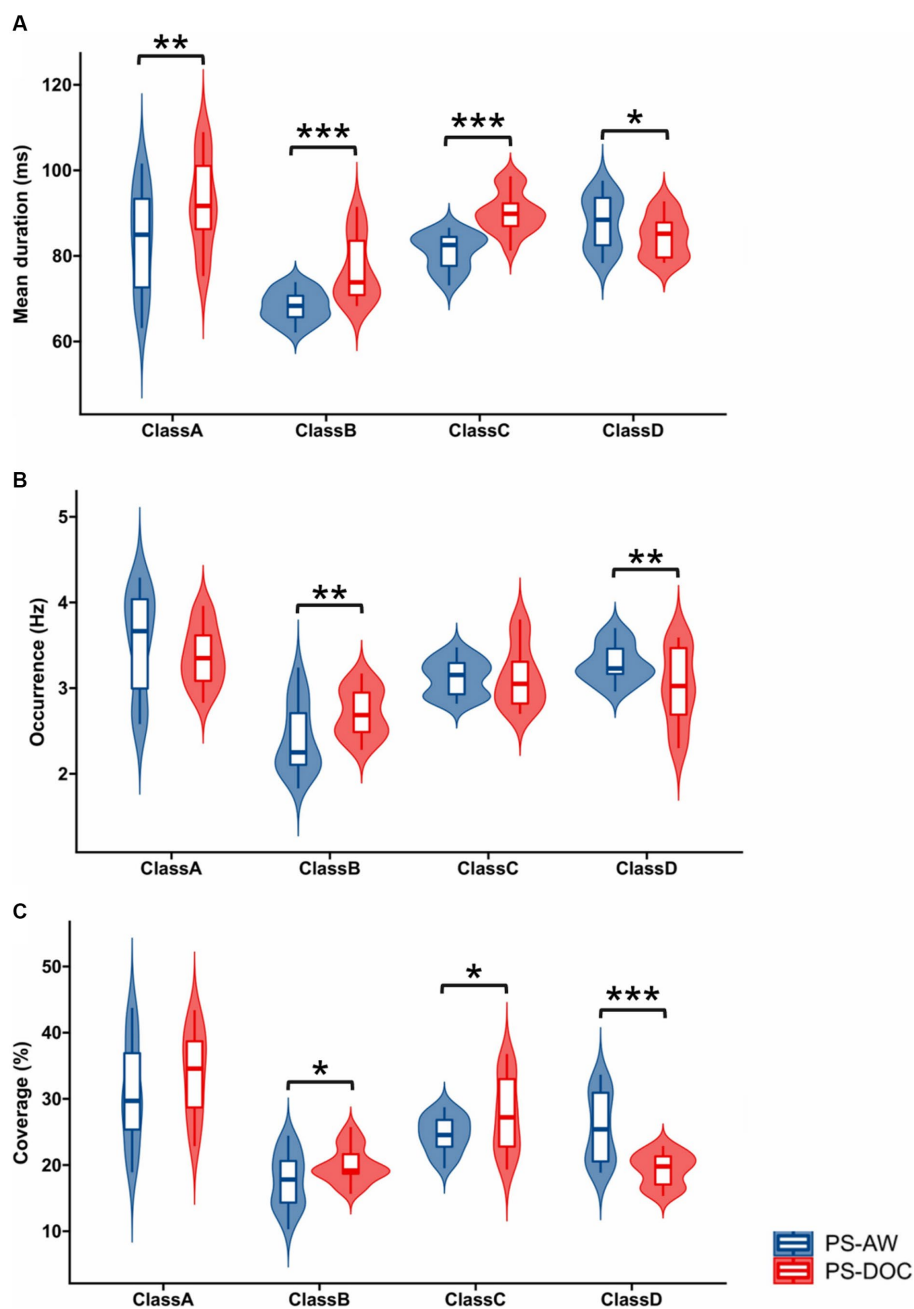 A
Mean duration (ms)
120
100
80
60
**
***
***
*
ClassA ClassB ClassC ClassD
B
Occurrence (Hz)
5
4
3
2
**
**
ClassA ClassB ClassC ClassD
C
Coverage (%)
50
40
30
20
10
*
*
***
ClassA ClassB ClassC ClassD
PS-AW
PS-DOC